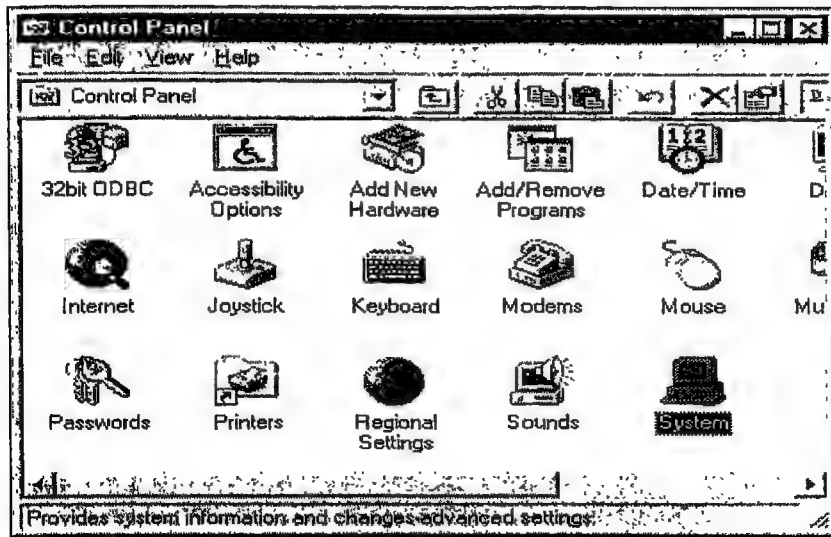 Control Panel
File Edit View Help
Control Panel
32bit ODBC Accessibility Options Add New Hardware Add/Remove Programs Date/Time D
Internet Joystick Keyboard Modems Mouse Mu
Passwords Printers Regional Settings Sounds System
Provides system information and changes advanced settings.